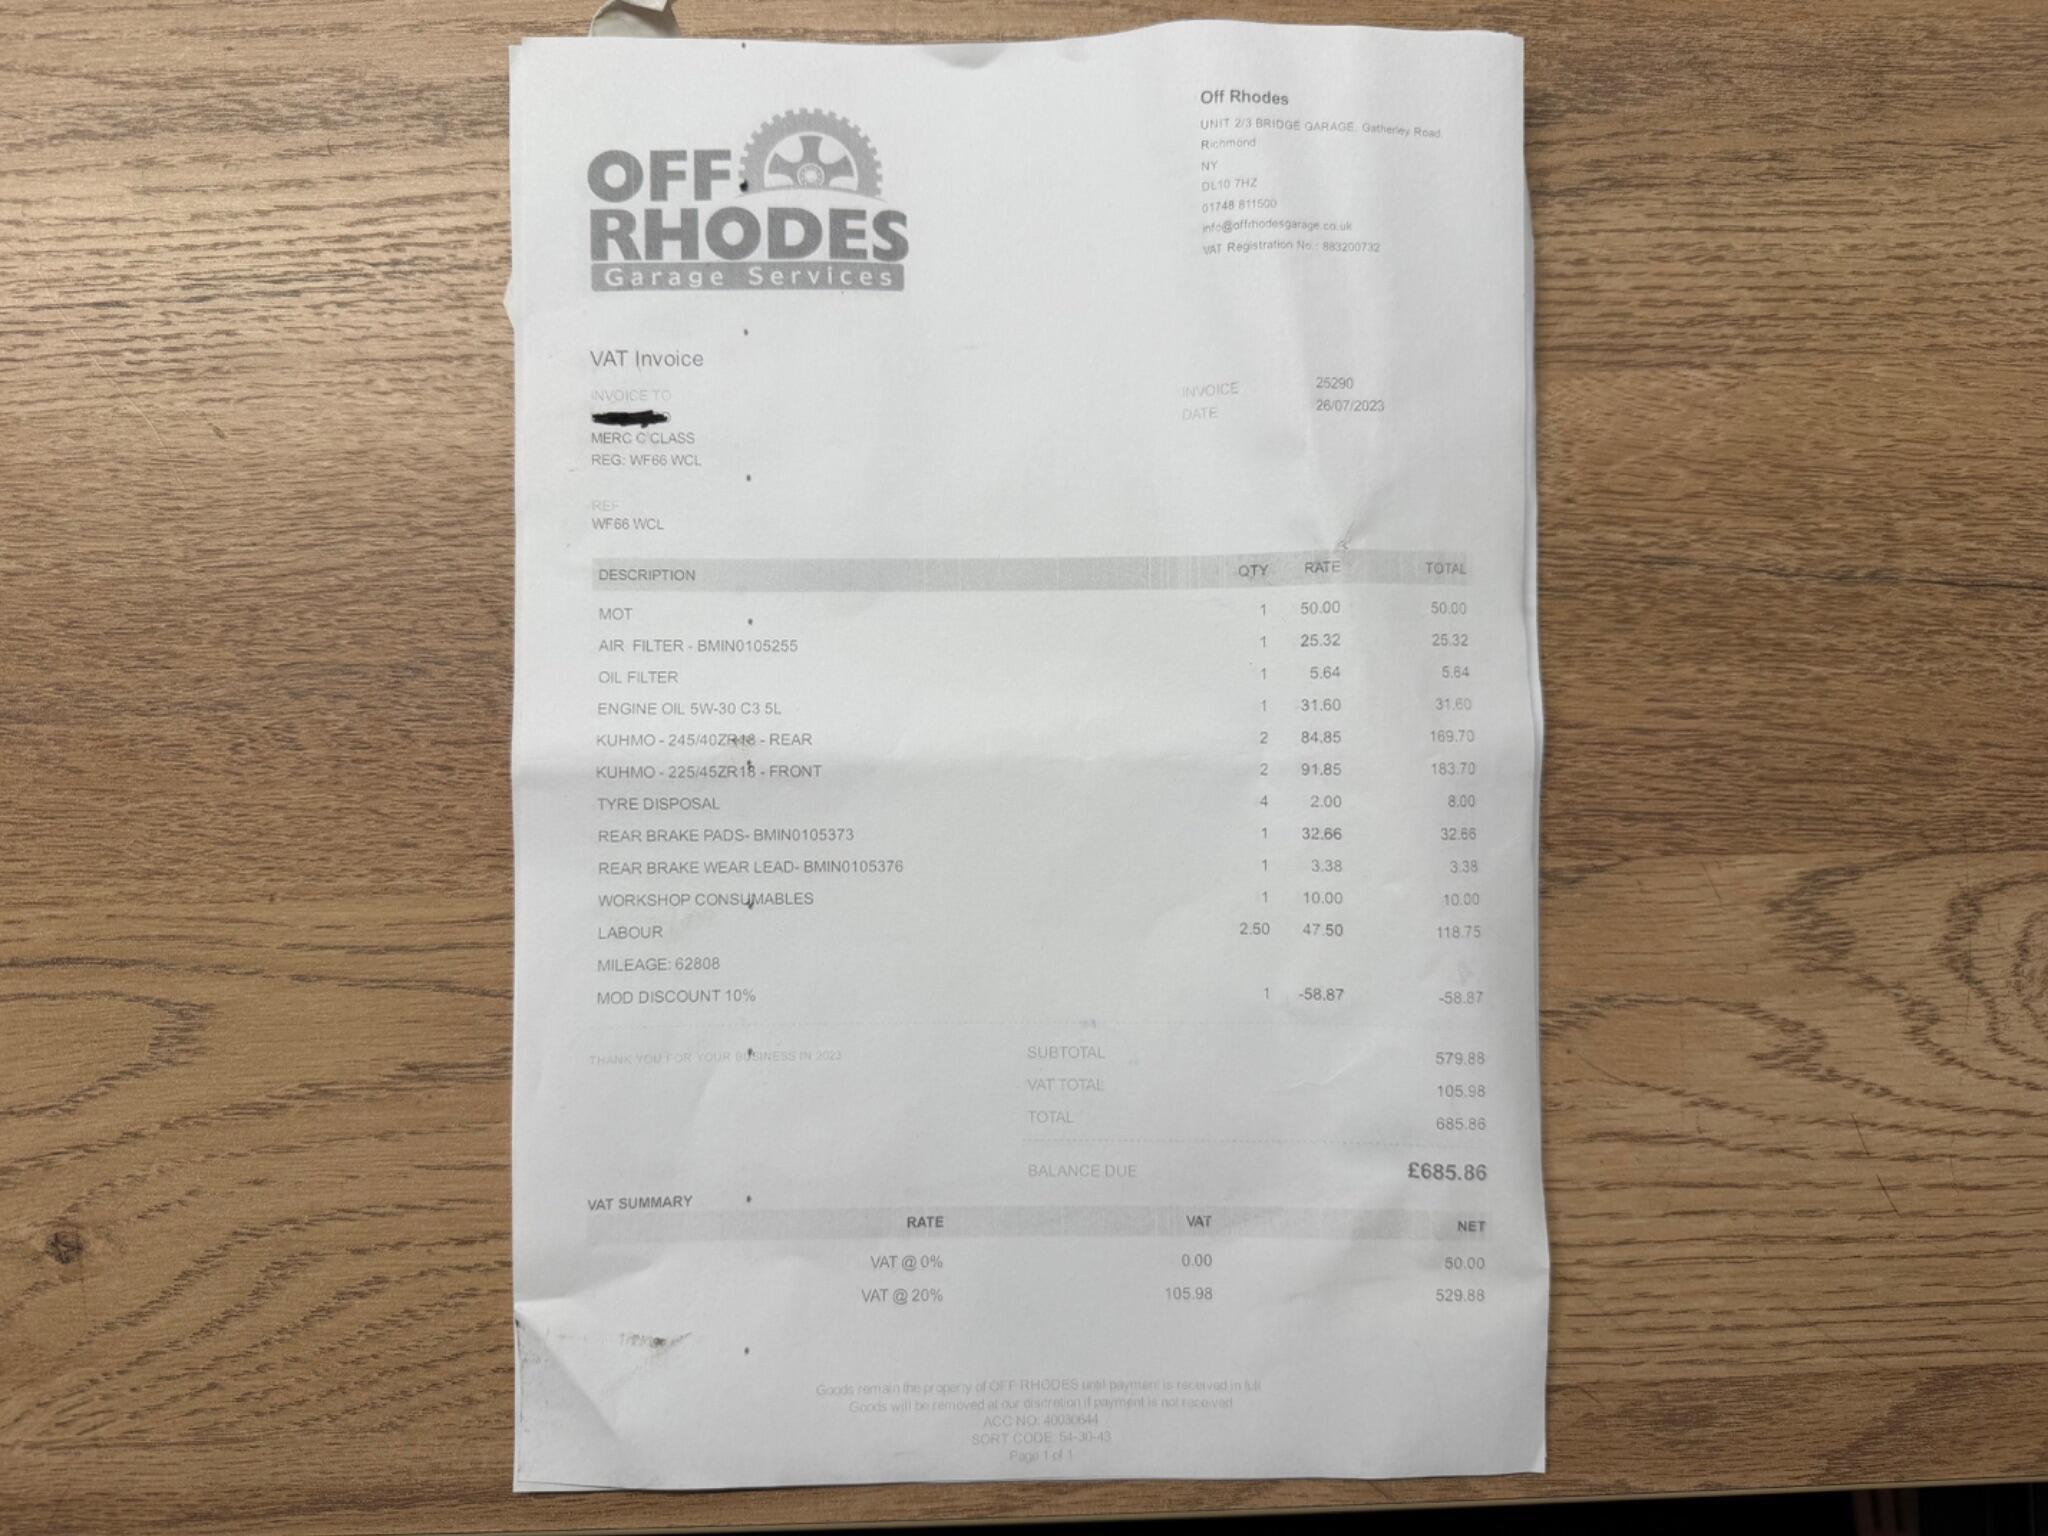 OFF
RHODES
Garage Services
Off Rhodes
UNIT 2/3 BRIDGE GARAGE, Gatherley Road
Richmond
NY
DL10 7HZ
01748 811500
info@offrhodesgarage.co.uk
VAT Registration No.: 883200732
VAT Invoice
INVOICE TO
MERC C CLASS
REG: WF66 WCL
INVOICE 25290
DATE 26/07/2023
REF
WF66 WCL
DESCRIPTION QTY RATE TOTAL
MOT 1 50.00 50.00
AIR FILTER - BMIN0105255 1 25.32 25.32
OIL FILTER 1 5.64 5.64
ENGINE OIL 5W-30 C3 5L 1 31.60 31.60
KUHMO - 245/40ZR18 - REAR 2 84.85 169.70
KUHMO - 225/45ZR18 - FRONT 2 91.85 183.70
TYRE DISPOSAL 4 2.00 8.00
REAR BRAKE PADS- BMIN0105373 1 32.66 32.66
REAR BRAKE WEAR LEAD- BMIN0105376 1 3.38 3.38
WORKSHOP CONSUMABLES 1 10.00 10.00
LABOUR 2.50 47.50 118.75
MILEAGE: 62808
MOD DISCOUNT 10% 1 -58.87 -58.87
THANK YOU FOR YOUR BUSINESS IN 2023
SUBTOTAL 579.88
VAT TOTAL 105.98
TOTAL 685.86
BALANCE DUE £685.86
VAT SUMMARY
RATE VAT NET
VAT @ 0% 0.00 50.00
VAT @ 20% 105.98 529.88
Goods remain the property of OFF RHODES until payment is received in full
Goods will be removed at our discretion if payment is not received
ACC NO: 40030644
SORT CODE: 54-30-43
Page 1 of 1